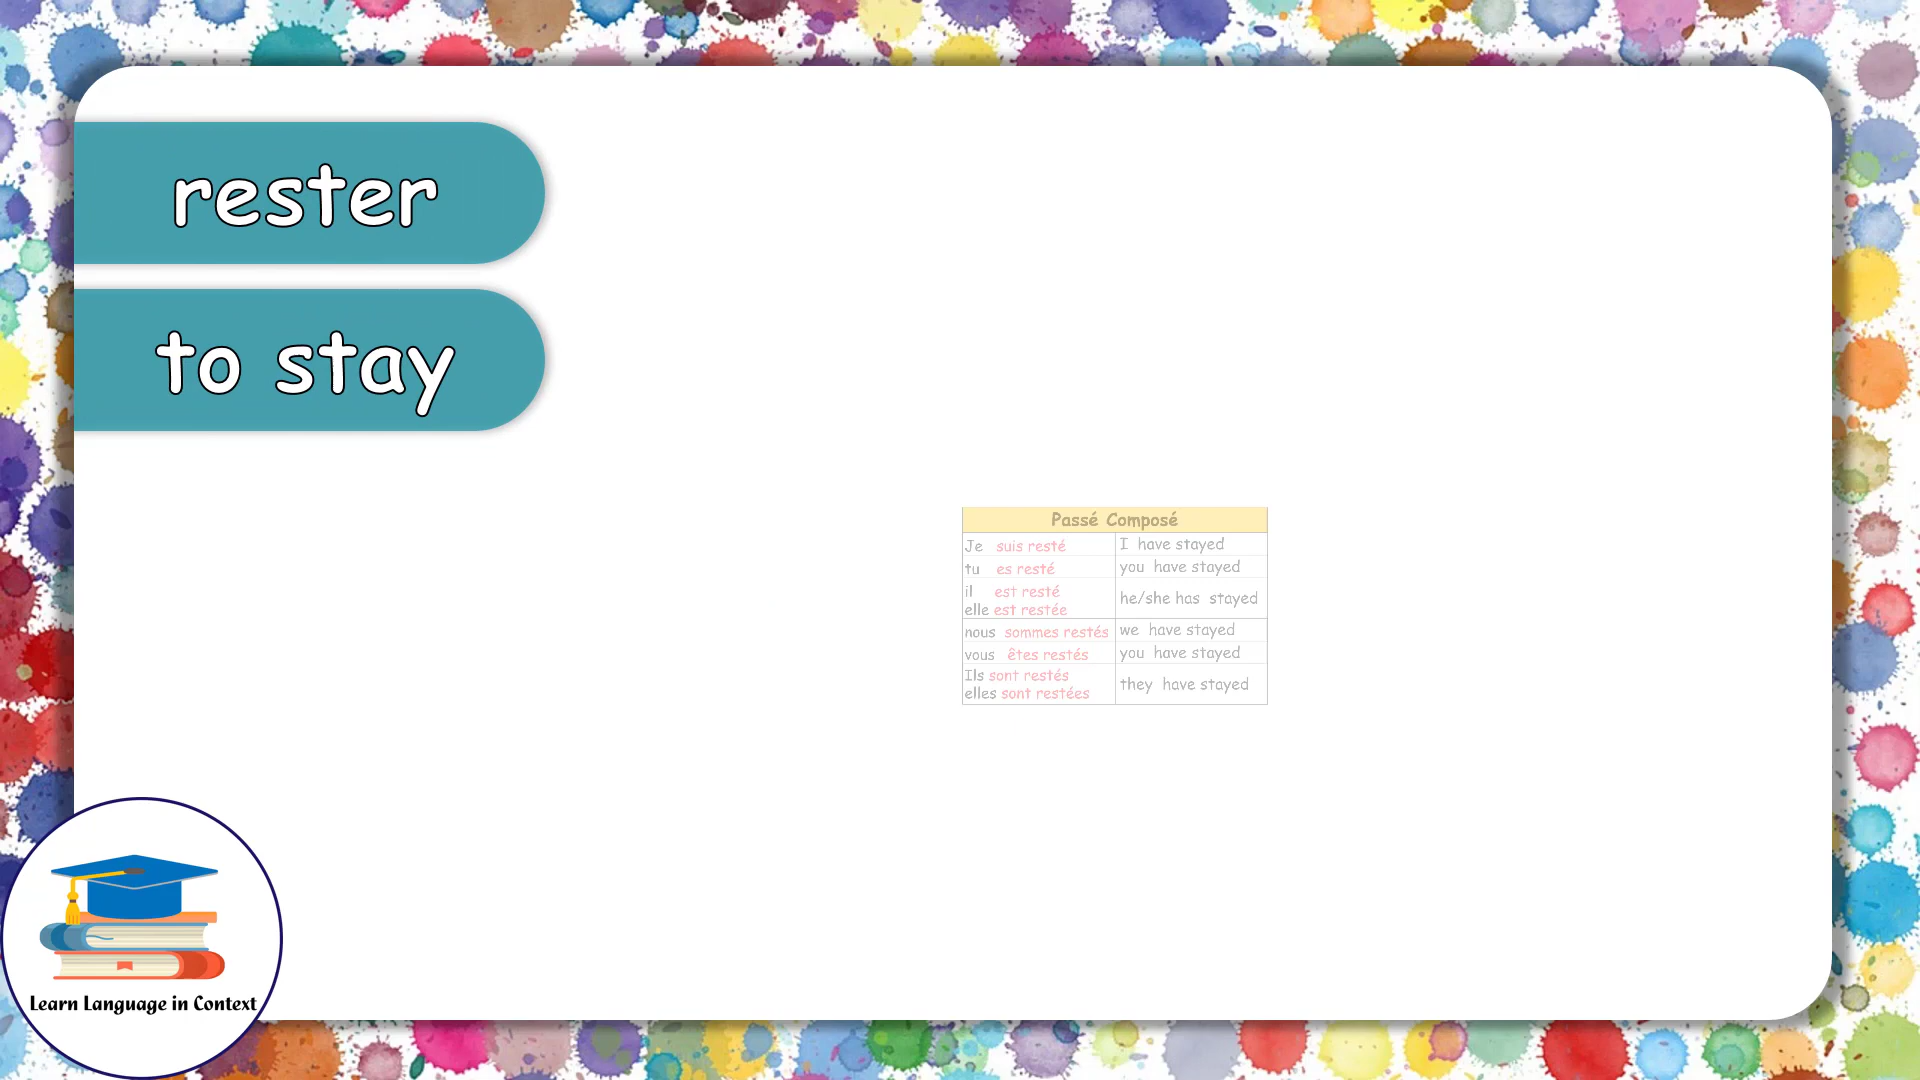 rester
to stay
Passé Composé
Je suis resté I have stayed
tu es resté you have stayed
il est resté
elle est restée he/she has stayed
nous sommes restés we have stayed
vous êtes restés you have stayed
Ils sont restés
elles sont restées they have stayed
Learn Language in Context